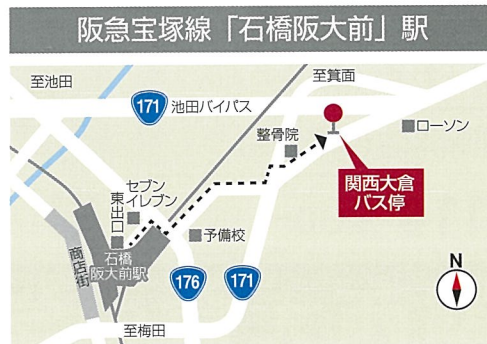 阪急宝塚線「石橋阪大前」駅
至池田
至箕面
171
池田バイパス
ローソン
整骨院
関西大倉
バス停
セブン
イレブン
東出口
予備校
石橋
阪大前駅
商店街
176
171
N
至梅田